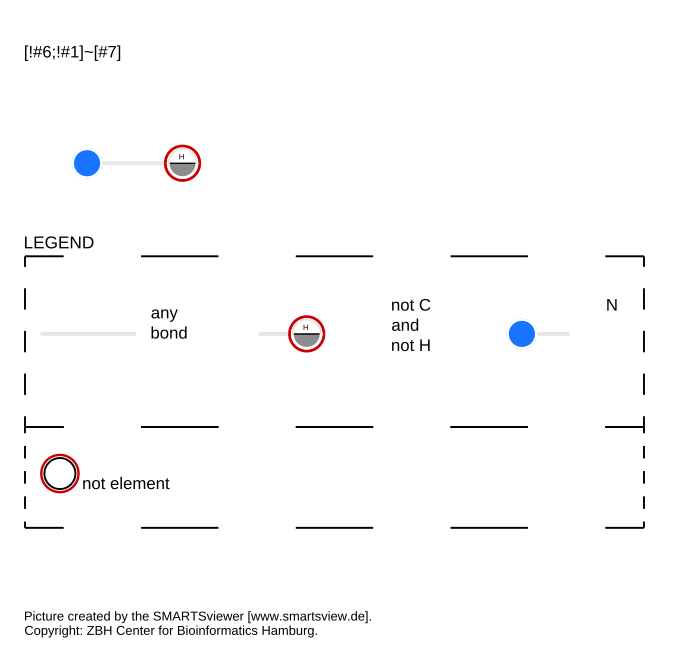 [!#6;!#1]~[#7]
H
LEGEND
any
bond
H
not C
and
not H
N
not element
Picture created by the SMARTSviewer [www.smartsview.de].
Copyright: ZBH Center for Bioinformatics Hamburg.